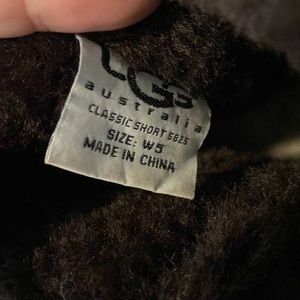 UGG
australia
CLASSIC SHORT 5825
SIZE: W5
MADE IN CHINA